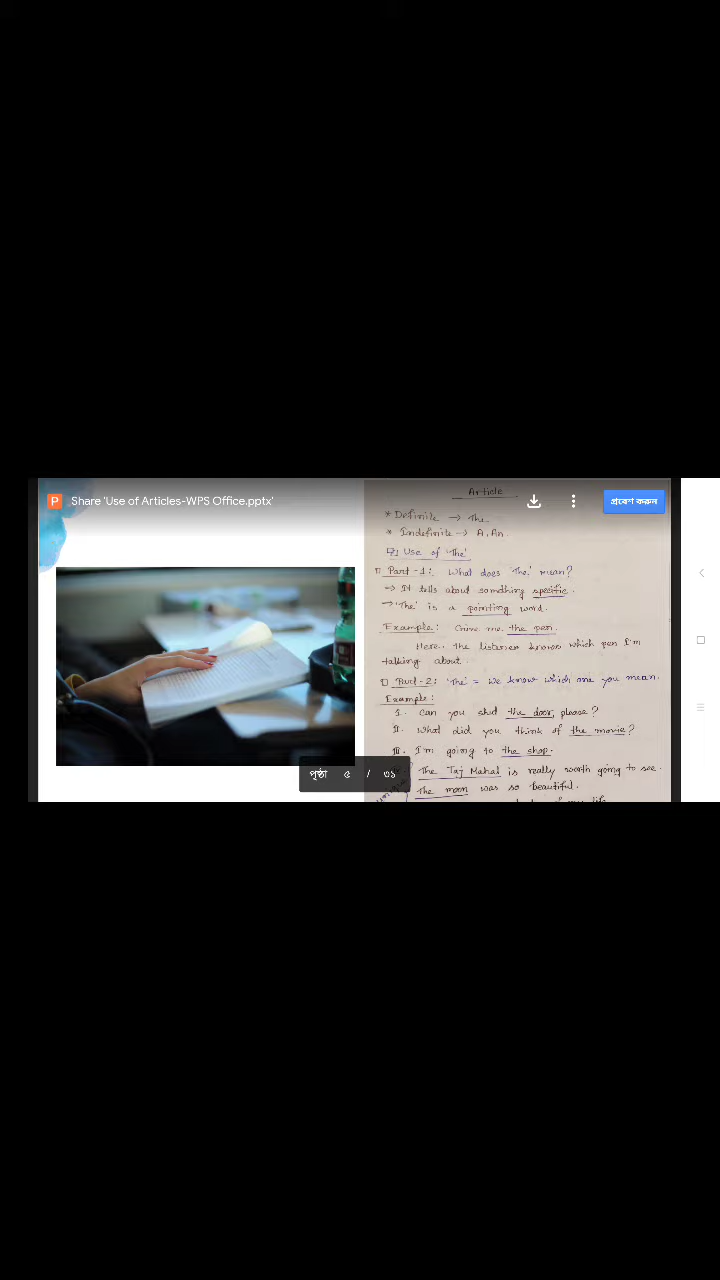 Share 'Use of Articles-WPS Office.pptx'
প্রবেশ করুন
Article
* Definite → The.
* Indefinite → A, An.
Use of 'The'
Part-1: What does 'The' mean?
→ It tells about something specific.
→ 'The' is a pointing word.
Example: Give me the pen.
Here.. the listener knows which pen I'm
talking about.
Part-2: 'The' = We know which one you mean.
Example:
I. Can you shut the door, please?
II. What did you think of the movie?
III. I'm going to the shop.
The Taj Mahal is really worth going to see.
The moon was so beautiful.
of my life
পৃষ্ঠা ৫ / ৩১